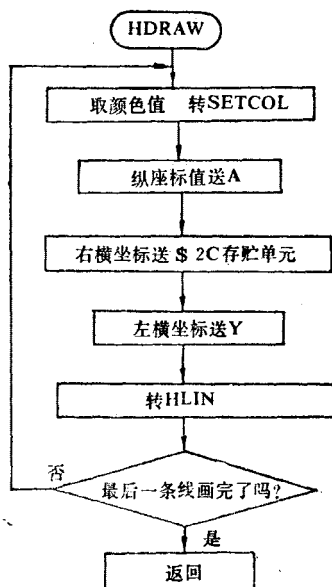 HDRAW
取颜色值 转SETCOL
纵座标值送A
右横坐标送$2C存贮单元
左横坐标送Y
转HLIN
否
最后一条线画完了吗?
是
返回